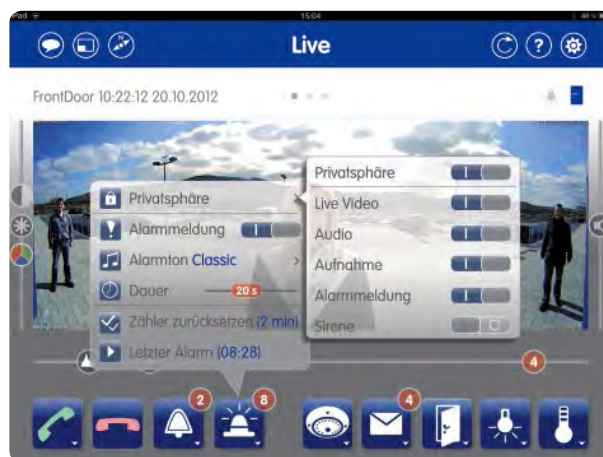 iPad 15:04 48 %
Live
N
?
FrontDoor 10:22:12 20.10.2012
Privatsphäre
Alarmmeldung
Alarmton Classic
Dauer 20 s
Zähler zurücksetzen (2 min)
Letzter Alarm (08:28)
Privatsphäre
Live Video
Audio
Aufnahme
Alarmmeldung
Sirene
4
2
8
4